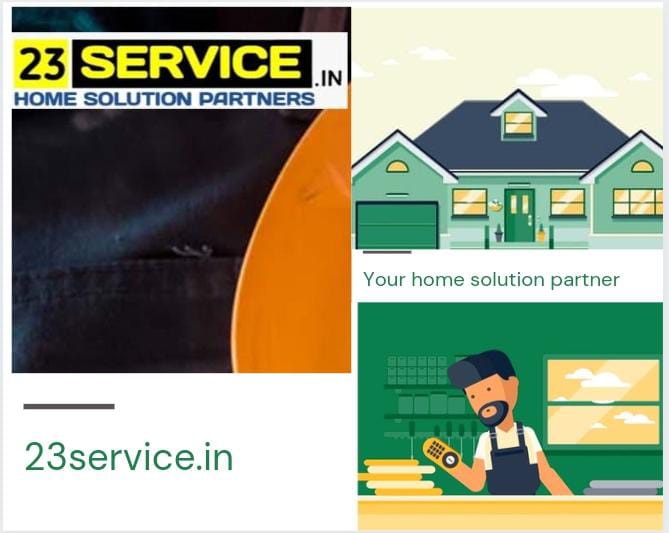 23 SERVICE.IN
HOME SOLUTION PARTNERS
Your home solution partner
23service.in